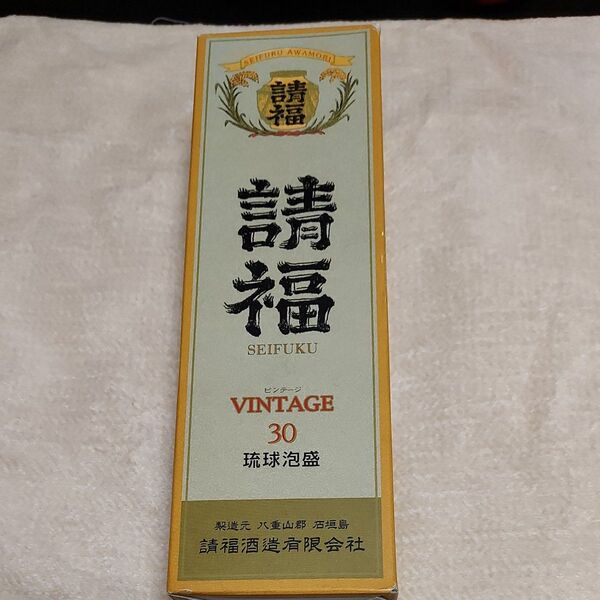 SEIFUKU AWAMORI
請福
請福
SEIFUKU
ビンテージ
VINTAGE
30
琉球泡盛
製造元 八重山郡 石垣島
請福酒造有限会社